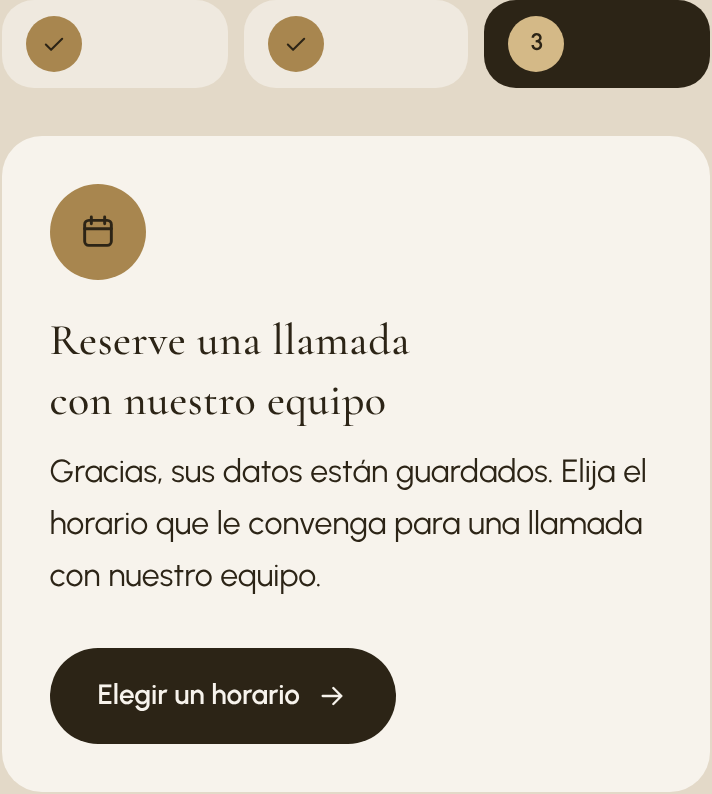 3
Reserve una llamada
con nuestro equipo
Gracias, sus datos están guardados. Elija el
horario que le convenga para una llamada
con nuestro equipo.
Elegir un horario →